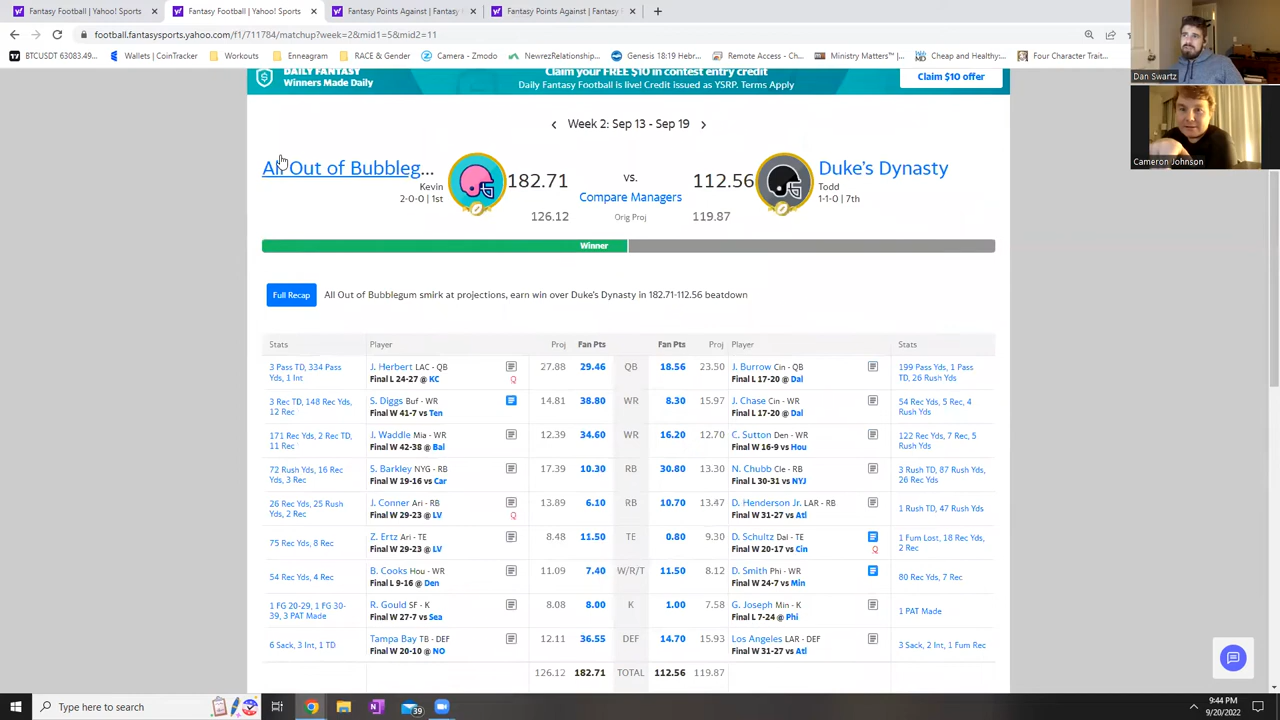 Fantasy Football | Yahoo! Sports
Fantasy Football | Yahoo! Sports
Fantasy Points Against | Fantasy F
Fantasy Points Against | Fantasy F
football.fantasysports.yahoo.com/f1/711784/matchup?week=2&mid1=5&mid2=11
BTCUSDT 63083.49... Wallets | CoinTracker Workouts Enneagram RACE & Gender Camera - Zmodo NewrezRelationship... Genesis 18:19 Hebr... Remote Access - Ch... Ministry Matters™ |... Cheap and Healthy:... Four Character Trait...
DAILY FANTASY
Winners Made Daily
Claim your FREE $10 in contest entry credit
Daily Fantasy Football is live! Credit issued as YSRP. Terms Apply
Claim $10 offer
Dan Swartz
Cameron Johnson
Week 2: Sep 13 - Sep 19
All Out of Bubbleg...
Kevin
2-0-0 | 1st
182.71
126.12
vs.
Compare Managers
Orig Proj
112.56
119.87
Duke's Dynasty
Todd
1-1-0 | 7th
Winner
Full Recap
All Out of Bubblegum smirk at projections, earn win over Duke's Dynasty in 182.71-112.56 beatdown
Stats Player Proj Fan Pts Fan Pts Proj Player Stats
3 Pass TD, 334 Pass J. Herbert LAC - QB 27.88 29.46 QB 18.56 23.50 J. Burrow Cin - QB 199 Pass Yds, 1 Pass
Yds, 1 Int Final L 24-27 @ KC Q Final L 17-20 @ Dal TD, 26 Rush Yds
3 Rec TD, 148 Rec Yds, S. Diggs Buf - WR 14.81 38.80 WR 8.30 15.97 J. Chase Cin - WR 54 Rec Yds, 5 Rec, 4
12 Rec Final W 41-7 vs Ten Final L 17-20 @ Dal Rush Yds
171 Rec Yds, 2 Rec TD, J. Waddle Mia - WR 12.39 34.60 WR 16.20 12.70 C. Sutton Den - WR 122 Rec Yds, 7 Rec, 5
11 Rec Final W 42-38 @ Bal Final W 16-9 vs Hou Rush Yds
72 Rush Yds, 16 Rec S. Barkley NYG - RB 17.39 10.30 RB 30.80 13.30 N. Chubb Cle - RB 3 Rush TD, 87 Rush Yds,
Yds, 3 Rec Final W 19-16 vs Car Final L 30-31 vs NYJ 26 Rec Yds
26 Rec Yds, 25 Rush J. Conner Ari - RB 13.89 6.10 RB 10.70 13.47 D. Henderson Jr. LAR - RB 1 Rush TD, 47 Rush Yds
Yds, 2 Rec Final W 29-23 @ LV Q Final W 31-27 vs Atl
75 Rec Yds, 8 Rec Z. Ertz Ari - TE 8.48 11.50 TE 0.80 9.30 D. Schultz Dal - TE 1 Fum Lost, 18 Rec Yds,
Final W 29-23 @ LV Final W 20-17 vs Cin Q 2 Rec
54 Rec Yds, 4 Rec B. Cooks Hou - WR 11.09 7.40 W/R/T 11.50 8.12 D. Smith Phi - WR 80 Rec Yds, 7 Rec
Final L 9-16 @ Den Final W 24-7 vs Min
1 FG 20-29, 1 FG 30- R. Gould SF - K 8.08 8.00 K 1.00 7.58 G. Joseph Min - K 1 PAT Made
39, 3 PAT Made Final W 27-7 vs Sea Final L 7-24 @ Phi
6 Sack, 3 Int, 1 TD Tampa Bay TB - DEF 12.11 36.55 DEF 14.70 15.93 Los Angeles LAR - DEF 3 Sack, 2 Int, 1 Fum Rec
Final W 20-10 @ NO Final W 31-27 vs Atl
126.12 182.71 TOTAL 112.56 119.87
Type here to search
39
9:44 PM
9/20/2022